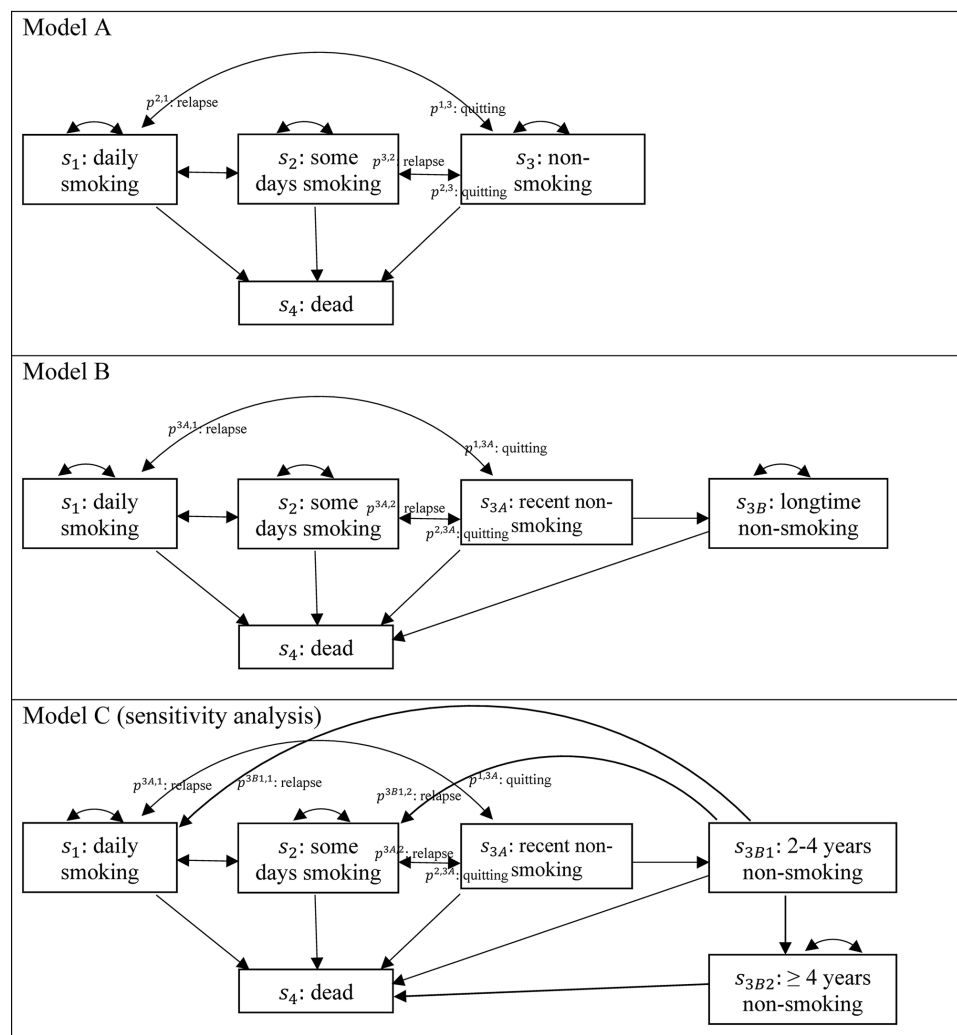 Model A
p^{2,1}: relapse
p^{1,3}: quitting
s_1: daily
smoking
s_2: some
days smoking
p^{3,2}: relapse
p^{2,3}: quitting
s_3: non-
smoking
s_4: dead
Model B
p^{3A,1}: relapse
p^{1,3A}: quitting
s_1: daily
smoking
s_2: some
days smoking
p^{3A,2} relapse
p^{2,3A}: quitting
s_{3A}: recent non-
smoking
s_{3B}: longtime
non-smoking
s_4: dead
Model C (sensitivity analysis)
p^{3A,1}: relapse
p^{3B1,1}: relapse
p^{3B1,2}: relapse
p^{1,3A}: quitting
s_1: daily
smoking
s_2: some
days smoking
p^{3A,2}: relapse
p^{2,3A}: quitting
s_{3A}: recent non-
smoking
s_{3B1}: 2-4 years
non-smoking
s_4: dead
s_{3B2}: ≥ 4 years
non-smoking